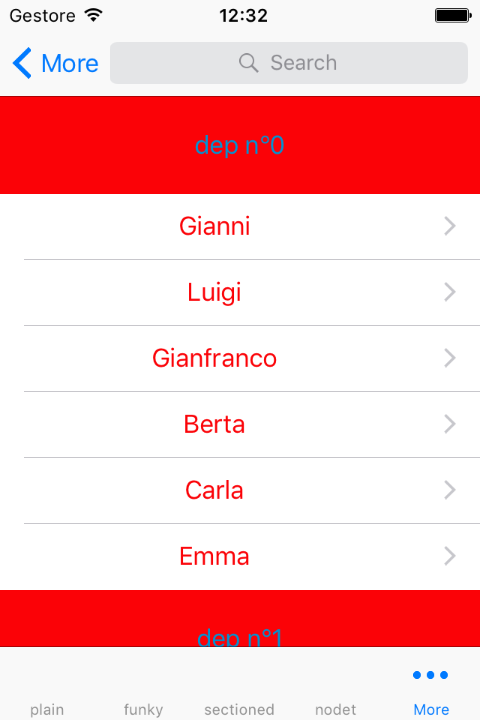 Gestore 12:32
More Search
dep n°0
Gianni
Luigi
Gianfranco
Berta
Carla
Emma
dep n°1
plain funky sectioned nodet More